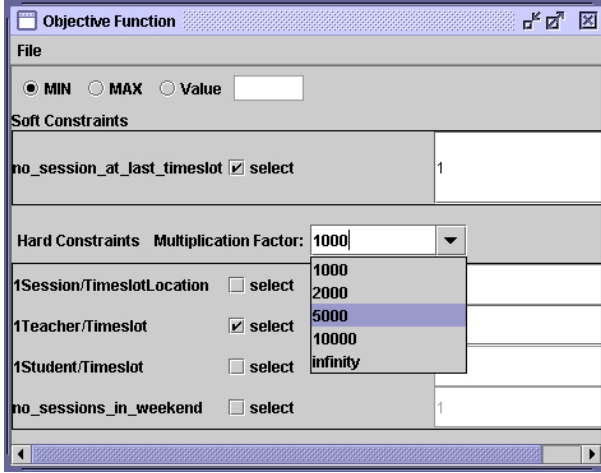 Objective Function
File
MIN MAX Value
Soft Constraints
no_session_at_last_timeslot select 1
Hard Constraints Multiplication Factor: 1000
1000
1Session/TimeslotLocation select
2000
5000
1Teacher/Timeslot select
10000
infinity
1Student/Timeslot select
no_sessions_in_weekend select 1